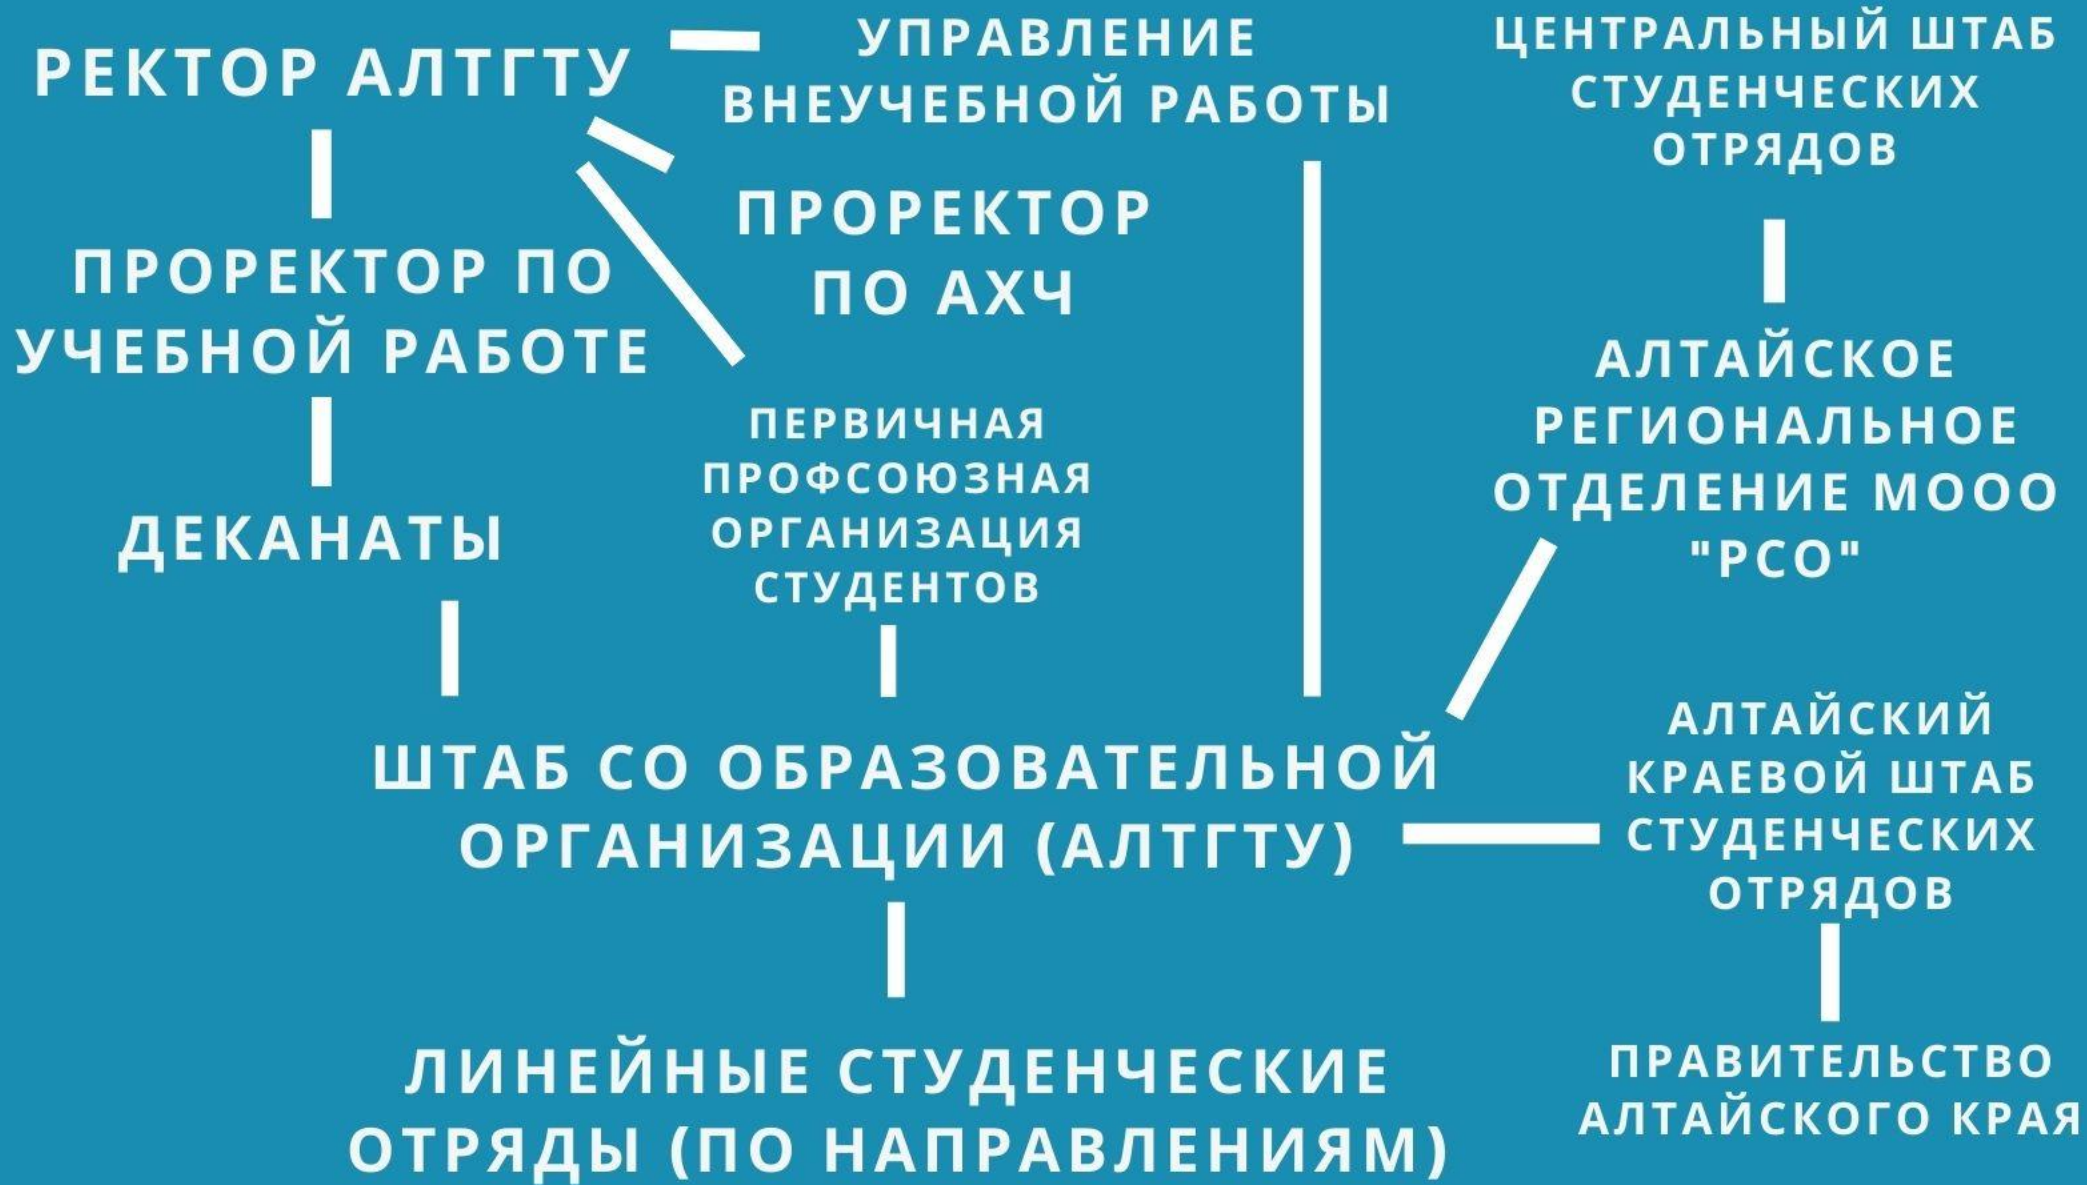 РЕКТОР АЛТГТУ
УПРАВЛЕНИЕ
ВНЕУЧЕБНОЙ РАБОТЫ
ЦЕНТРАЛЬНЫЙ ШТАБ
СТУДЕНЧЕСКИХ
ОТРЯДОВ
ПРОРЕКТОР
ПО АХЧ
ПРОРЕКТОР ПО
УЧЕБНОЙ РАБОТЕ
АЛТАЙСКОЕ
РЕГИОНАЛЬНОЕ
ОТДЕЛЕНИЕ МООО
"РСО"
ПЕРВИЧНАЯ
ПРОФСОЮЗНАЯ
ОРГАНИЗАЦИЯ
СТУДЕНТОВ
ДЕКАНАТЫ
ШТАБ СО ОБРАЗОВАТЕЛЬНОЙ
ОРГАНИЗАЦИИ (АЛТГТУ)
АЛТАЙСКИЙ
КРАЕВОЙ ШТАБ
СТУДЕНЧЕСКИХ
ОТРЯДОВ
ЛИНЕЙНЫЕ СТУДЕНЧЕСКИЕ
ОТРЯДЫ (ПО НАПРАВЛЕНИЯМ)
ПРАВИТЕЛЬСТВО
АЛТАЙСКОГО КРАЯ